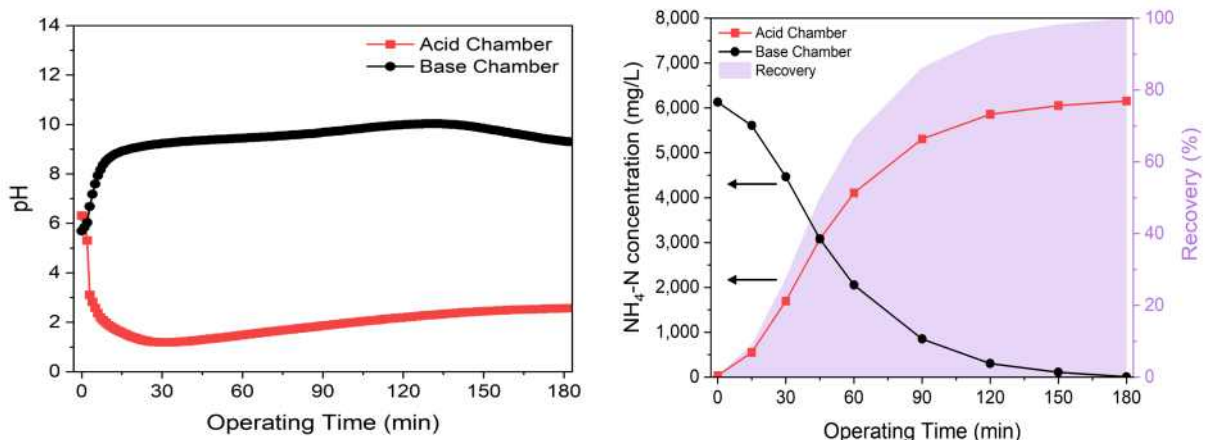 14
12
10
8
6
4
2
0
pH
Acid Chamber
Base Chamber
0 30 60 90 120 150 180
Operating Time (min)
8,000
7,000
6,000
5,000
4,000
3,000
2,000
1,000
0
NH₄-N concentration (mg/L)
Acid Chamber
Base Chamber
Recovery
100
80
60
40
20
0
Recovery (%)
0 30 60 90 120 150 180
Operating Time (min)